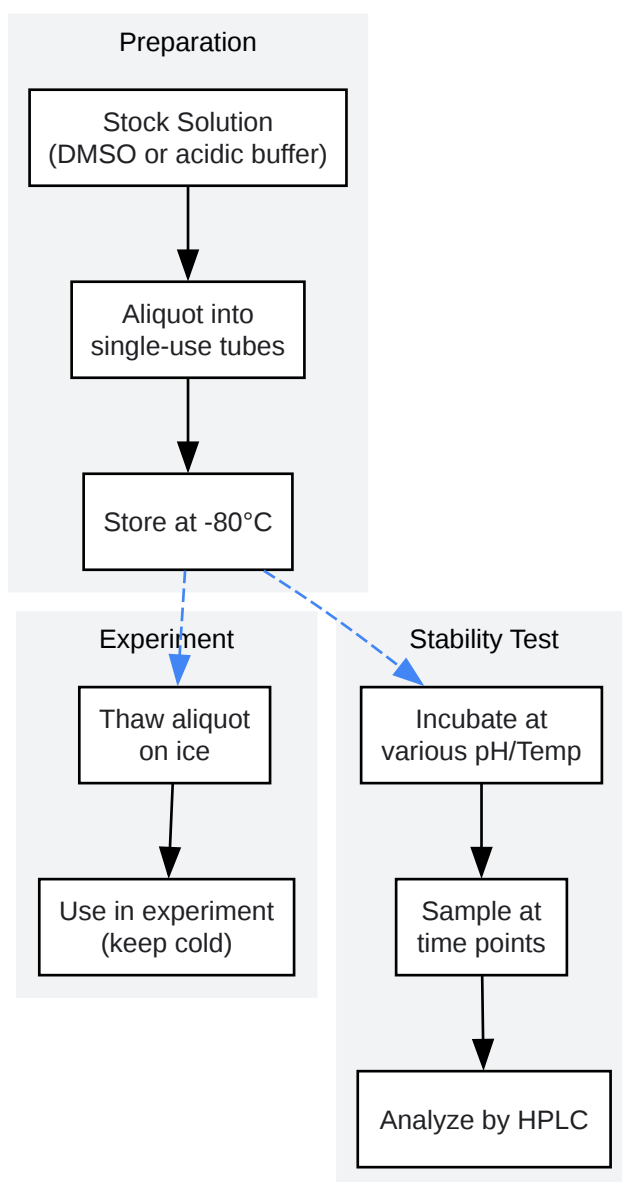 Preparation
Stock Solution
(DMSO or acidic buffer)
Aliquot into
single-use tubes
Store at -80°C
Experiment
Thaw aliquot
on ice
Use in experiment
(keep cold)
Stability Test
Incubate at
various pH/Temp
Sample at
time points
Analyze by HPLC